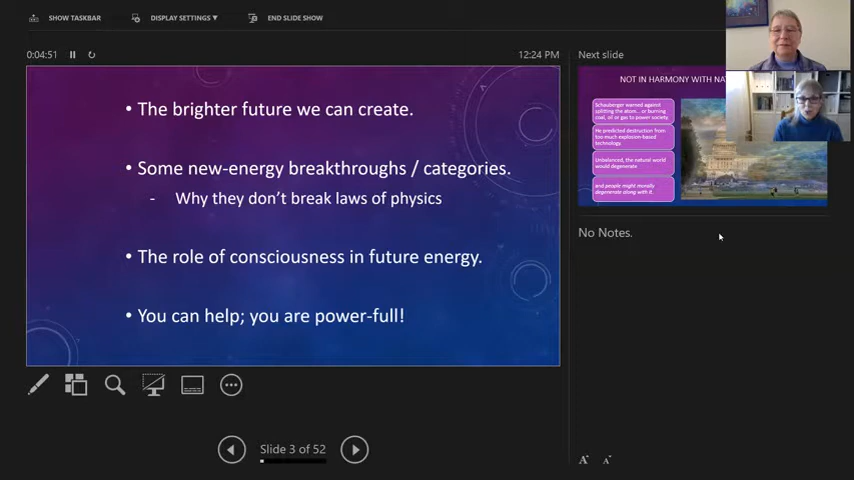 SHOW TASKBAR
DISPLAY SETTINGS ▼
END SLIDE SHOW
0:04:51
12:24 PM
• The brighter future we can create.
• Some new-energy breakthroughs / categories.
- Why they don't break laws of physics
• The role of consciousness in future energy.
• You can help; you are power-full!
Slide 3 of 52
Next slide
NOT IN HARMONY WITH NAT
Schauberger warned against
splitting the atom... or burning
coal, oil or gas to power society.
He predicted destruction from
too much explosion-based
technology.
Unbalanced, the natural world
would degenerate
and people might morally
degenerate along with it.
No Notes.
A A